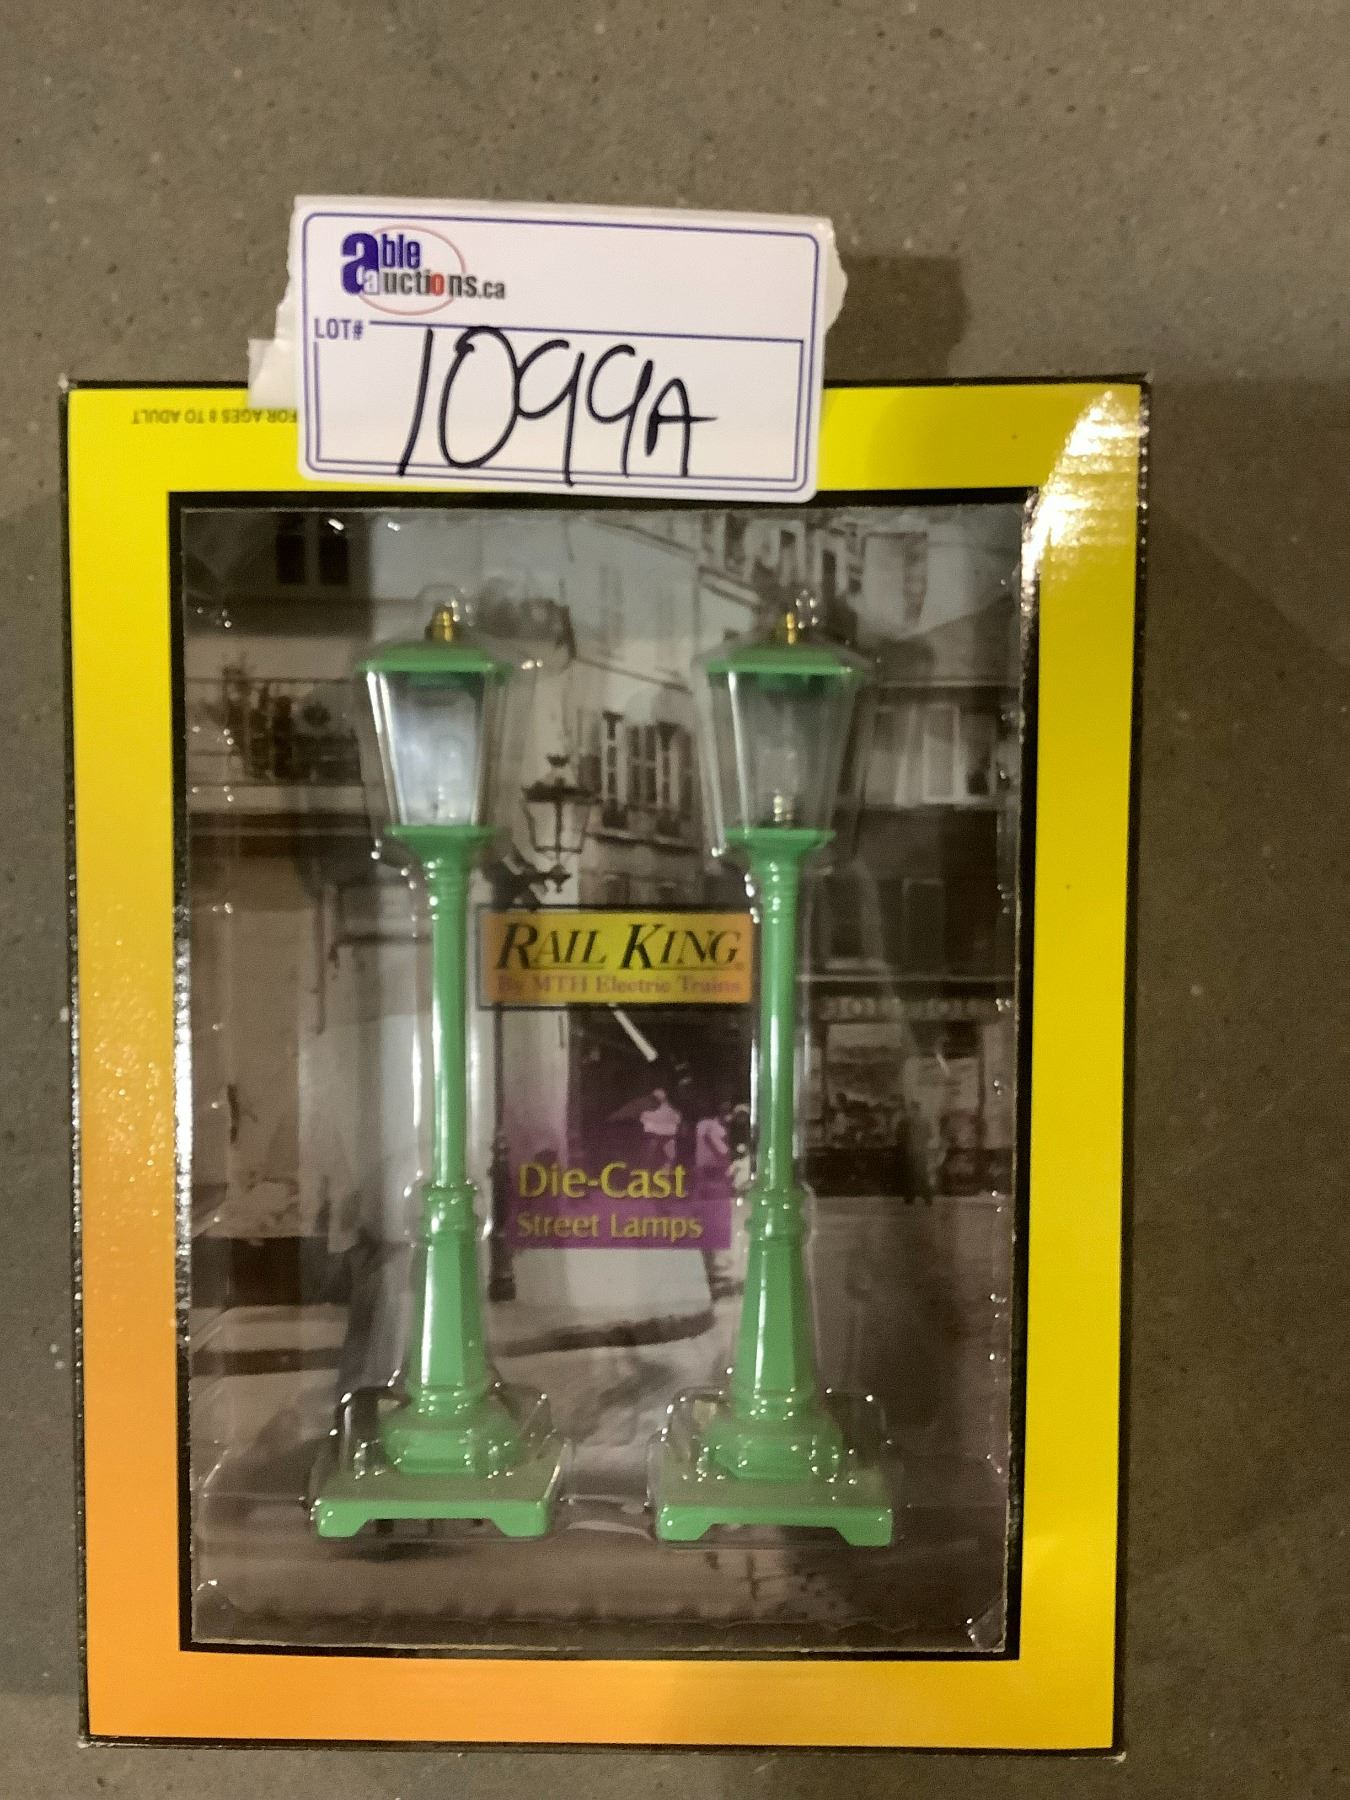 able
auctions.ca
LOT#
1099A
FOR AGES 8 TO ADULT
RAIL KING
By MTH Electric Trains
Die-Cast
Street Lamps